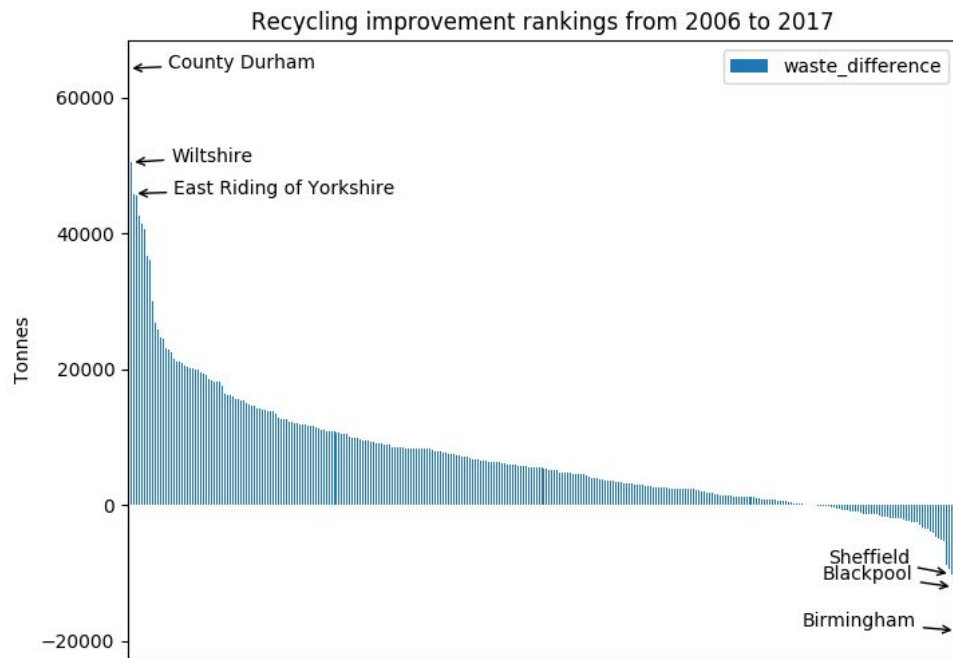 Recycling improvement rankings from 2006 to 2017
County Durham
waste_difference
60000
Wiltshire
East Riding of Yorkshire
40000
Tonnes
20000
0
Sheffield
Blackpool
Birmingham
−20000